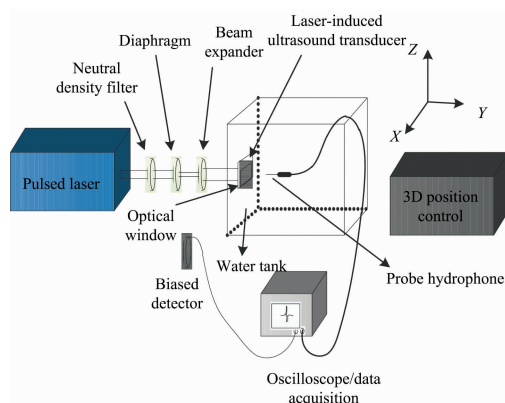 Laser-induced
ultrasound transducer
Beam
expander
Diaphragm
Neutral
density filter
Z
Y
X
Pulsed laser
3D position
control
Optical
window
Water tank
Probe hydrophone
Biased
detector
Oscilloscope/data
acquisition